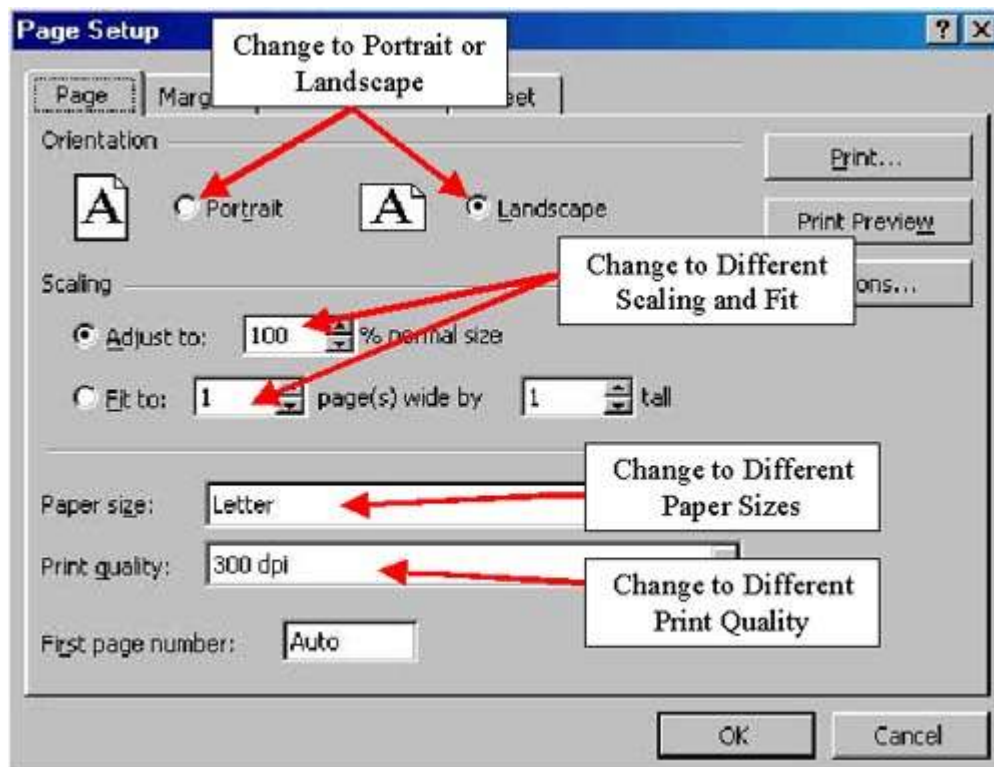 Page Setup
? X
Change to Portrait or
Landscape
Page
Orientation
A
Portrait
A
Landscape
Print...
Print Preview
Scaling
Change to Different
Scaling and Fit
Adjust to:
100
% normal size
Fit to:
1
page(s) wide by
1
tall
Change to Different
Paper Sizes
Paper size:
Letter
Print quality:
300 dpi
Change to Different
Print Quality
First page number:
Auto
OK
Cancel